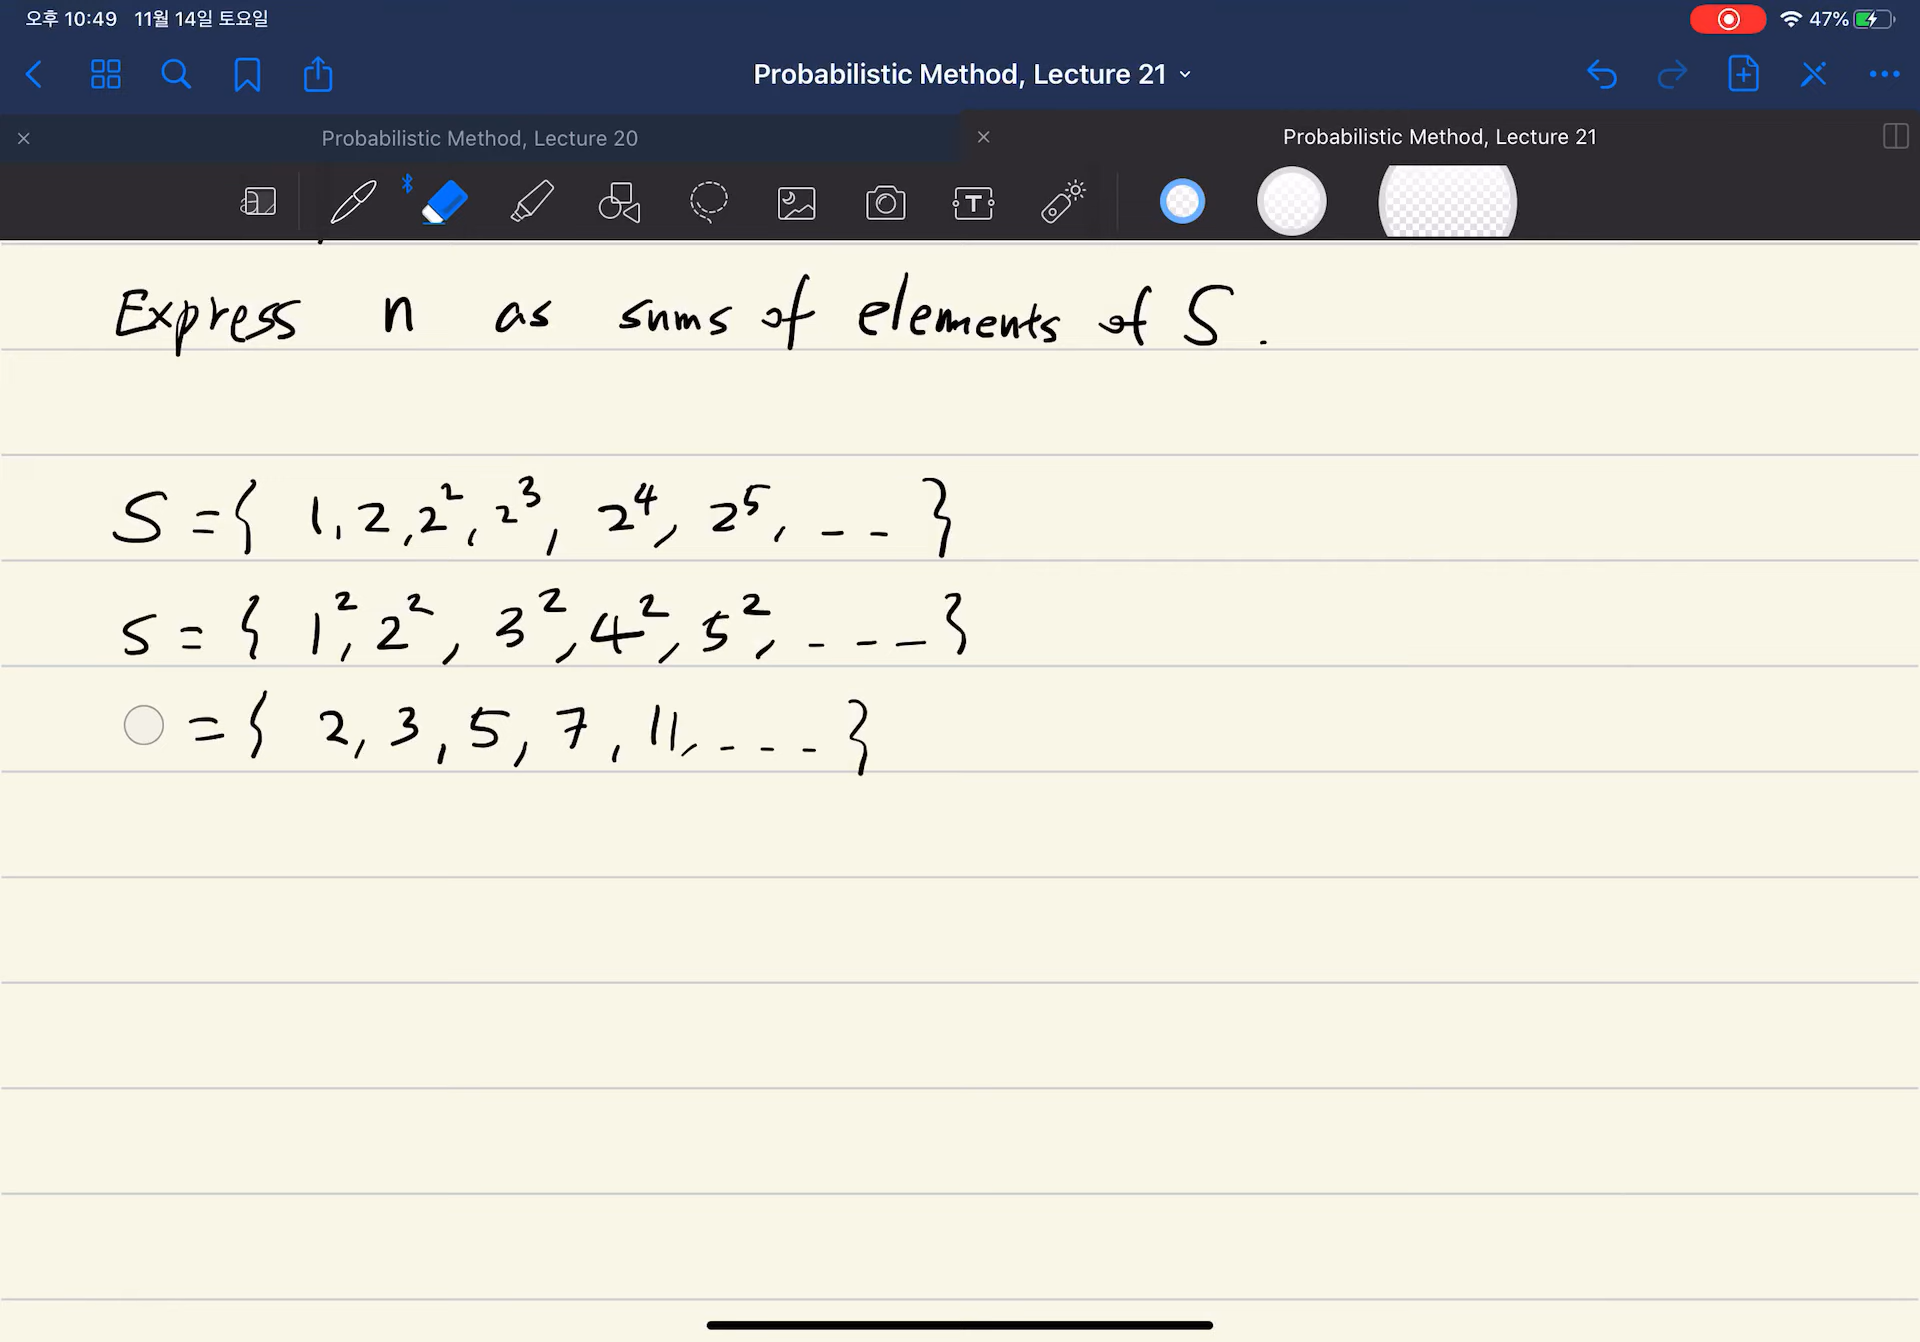 오후 10:49 11월 14일 토요일 47%
Probabilistic Method, Lecture 21
Probabilistic Method, Lecture 20 Probabilistic Method, Lecture 21
Express n as sums of elements of S.
S = { 1, 2, 2², 2³, 2⁴, 2⁵, - - }
S = { 1², 2², 3², 4², 5², - - - }
= { 2, 3, 5, 7, 11, - - - }